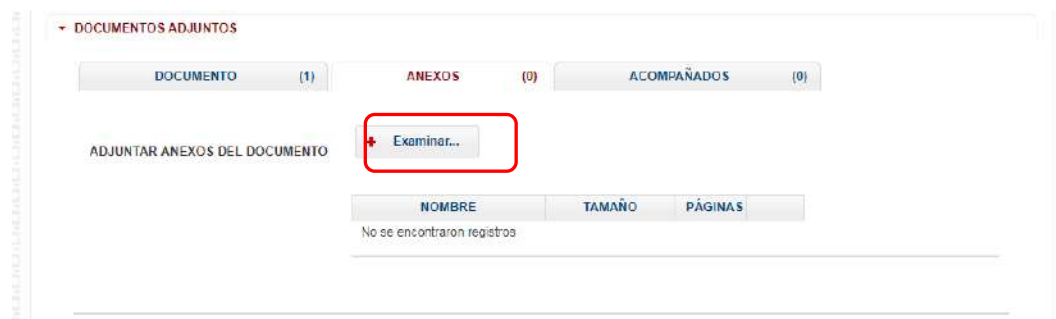 DOCUMENTOS ADJUNTOS
DOCUMENTO (1) ANEXOS (0) ACOMPAÑADOS (0)
ADJUNTAR ANEXOS DEL DOCUMENTO + Examinar...
NOMBRE TAMAÑO PÁGINAS
No se encontraron registros